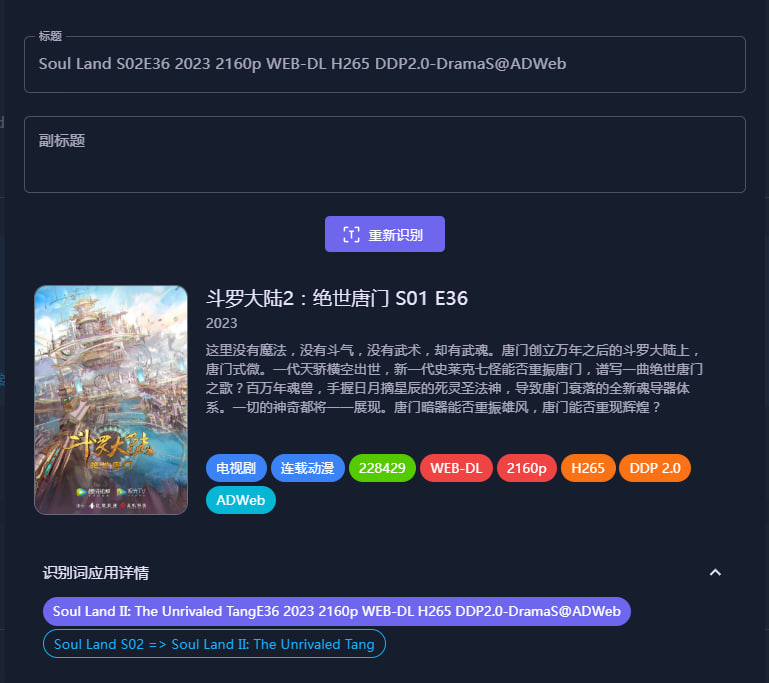 标题
Soul Land S02E36 2023 2160p WEB-DL H265 DDP2.0-DramaS@ADWeb
副标题
重新识别
斗罗大陆2：绝世唐门 S01 E36
2023
这里没有魔法，没有斗气，没有武术，却有武魂。唐门创立万年之后的斗罗大陆上，
唐门式微。一代天骄横空出世，新一代史莱克七怪能否重振唐门，谱写一曲绝世唐门
之歌？百万年魂兽，手握日月摘星辰的死灵圣法神，导致唐门衰落的全新魂导器体
系。一切的神奇都将一一展现。唐门暗器能否重振雄风，唐门能否重现辉煌？
斗罗大陆
绝世唐门
电视剧 连载动漫 228429 WEB-DL 2160p H265 DDP 2.0
ADWeb
识别词应用详情
Soul Land II: The Unrivaled TangE36 2023 2160p WEB-DL H265 DDP2.0-DramaS@ADWeb
Soul Land S02 => Soul Land II: The Unrivaled Tang